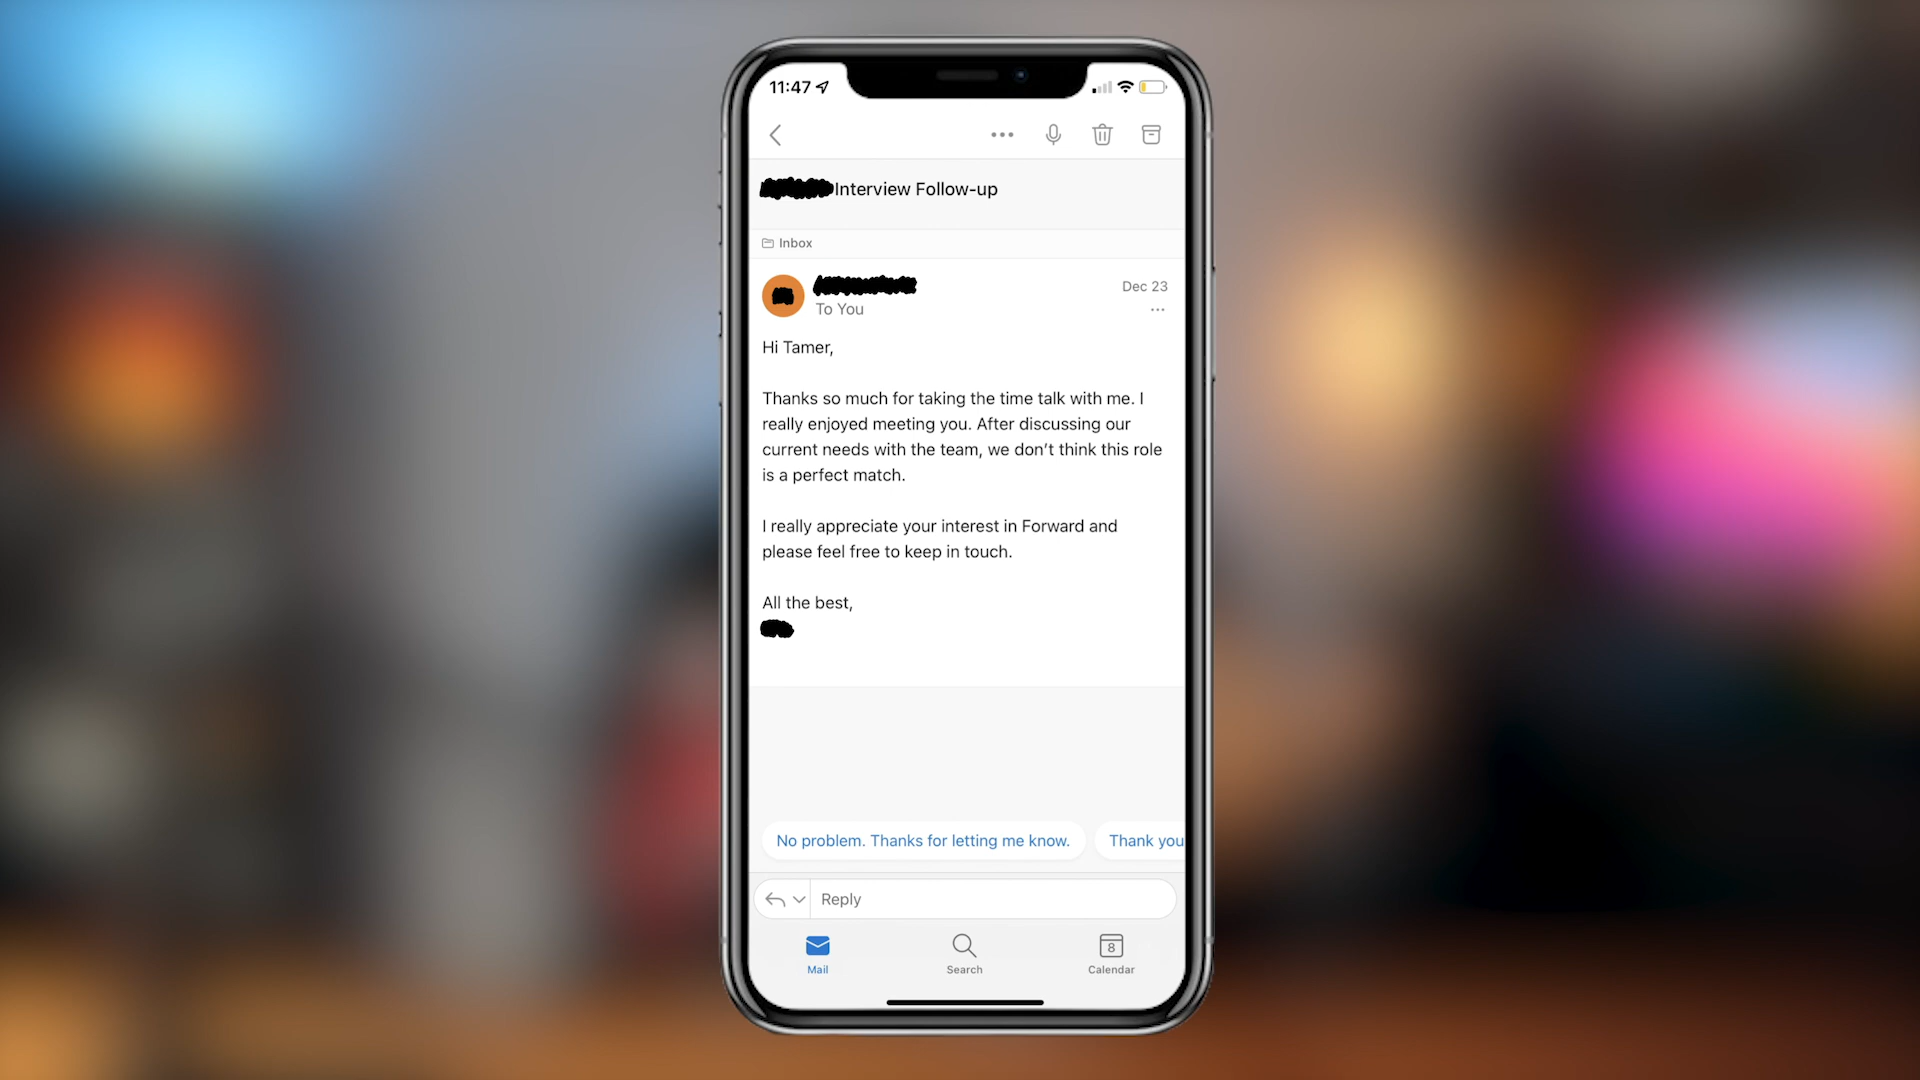 11:47
Interview Follow-up
Inbox
Dec 23
To You
Hi Tamer,
Thanks so much for taking the time talk with me. I
really enjoyed meeting you. After discussing our
current needs with the team, we don’t think this role
is a perfect match.
I really appreciate your interest in Forward and
please feel free to keep in touch.
All the best,
No problem. Thanks for letting me know.
Thank you
Reply
8
Mail
Search
Calendar